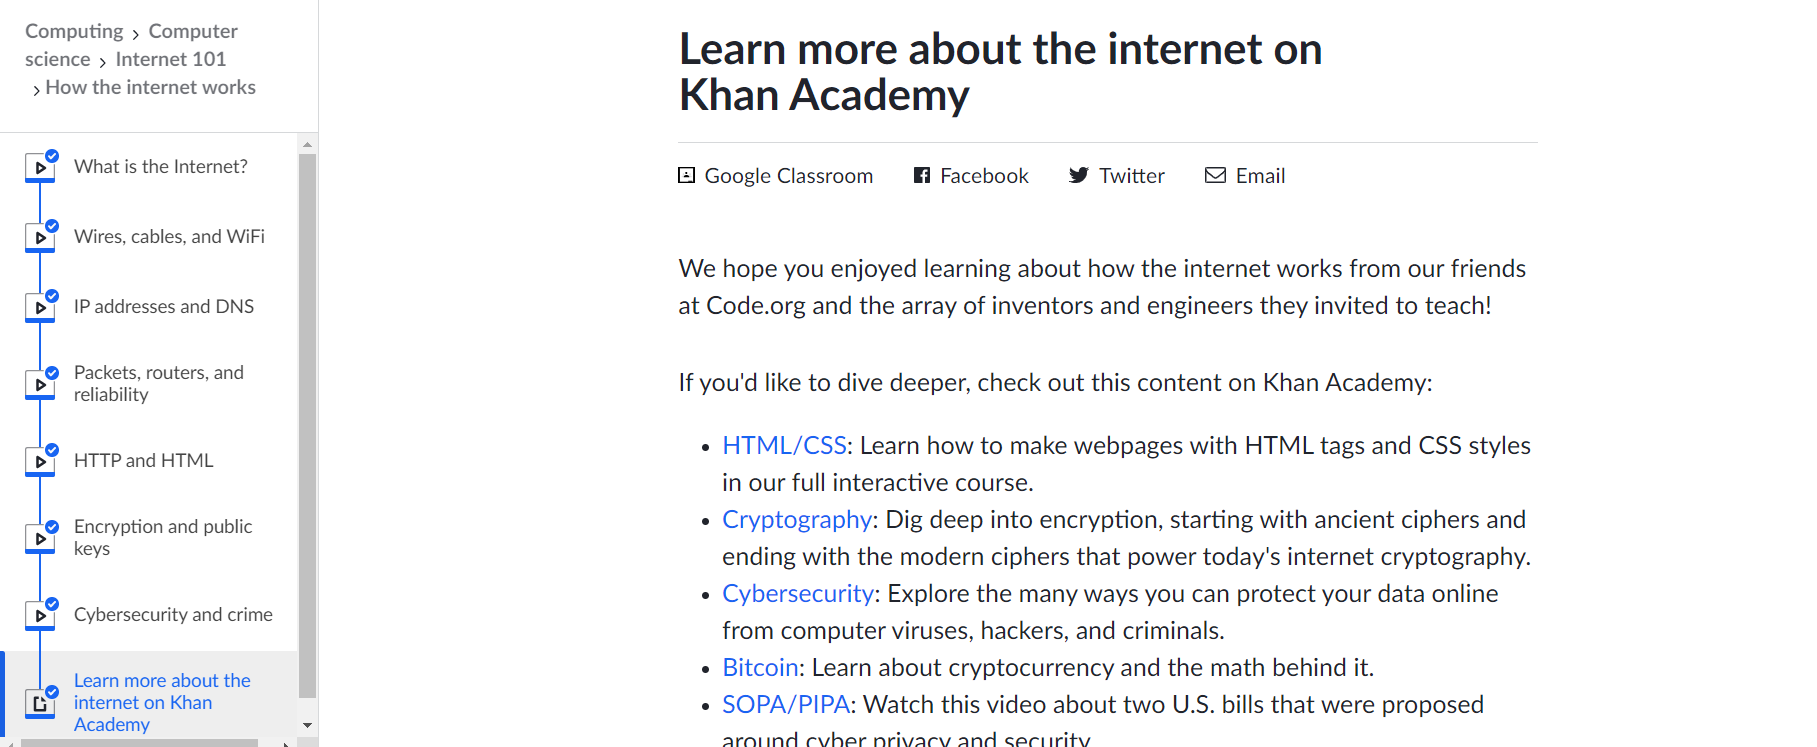 Computing › Computer
science › Internet 101
› How the internet works
What is the Internet?
Wires, cables, and WiFi
IP addresses and DNS
Packets, routers, and
reliability
HTTP and HTML
Encryption and public
keys
Cybersecurity and crime
Learn more about the
internet on Khan
Academy
Learn more about the internet on
Khan Academy
Google Classroom Facebook Twitter Email
We hope you enjoyed learning about how the internet works from our friends
at Code.org and the array of inventors and engineers they invited to teach!
If you'd like to dive deeper, check out this content on Khan Academy:
• HTML/CSS: Learn how to make webpages with HTML tags and CSS styles
in our full interactive course.
• Cryptography: Dig deep into encryption, starting with ancient ciphers and
ending with the modern ciphers that power today's internet cryptography.
• Cybersecurity: Explore the many ways you can protect your data online
from computer viruses, hackers, and criminals.
• Bitcoin: Learn about cryptocurrency and the math behind it.
• SOPA/PIPA: Watch this video about two U.S. bills that were proposed
around cyber privacy and security